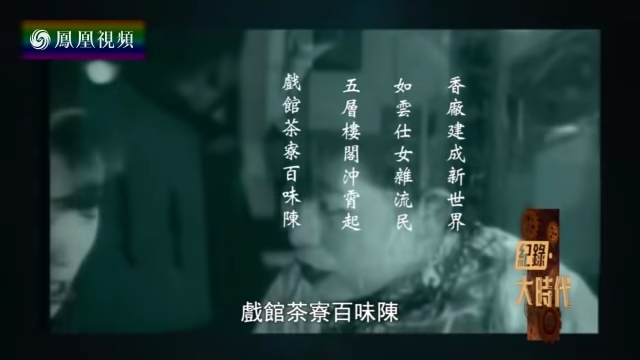 鳳凰視頻
香廠建成新世界
如雲仕女雜流民
五層樓閣沖霄起
戲館茶寮百味陳
紀錄·
大時代
戲館茶寮百味陳